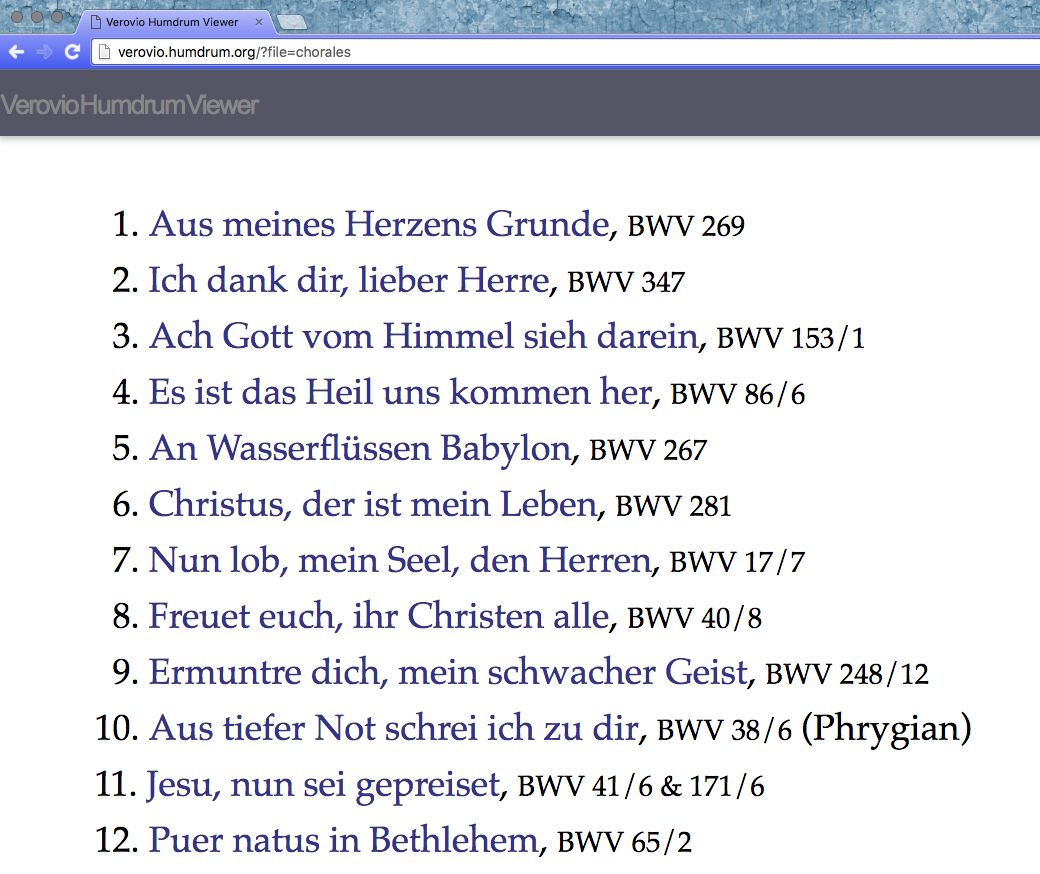 Verovio Humdrum Viewer ×
verovio.humdrum.org/?file=chorales
VerovioHumdrumViewer
1. Aus meines Herzens Grunde, BWV 269
2. Ich dank dir, lieber Herre, BWV 347
3. Ach Gott vom Himmel sieh darein, BWV 153/1
4. Es ist das Heil uns kommen her, BWV 86/6
5. An Wasserflüssen Babylon, BWV 267
6. Christus, der ist mein Leben, BWV 281
7. Nun lob, mein Seel, den Herren, BWV 17/7
8. Freuet euch, ihr Christen alle, BWV 40/8
9. Ermuntre dich, mein schwacher Geist, BWV 248/12
10. Aus tiefer Not schrei ich zu dir, BWV 38/6 (Phrygian)
11. Jesu, nun sei gepreiset, BWV 41/6 & 171/6
12. Puer natus in Bethlehem, BWV 65/2